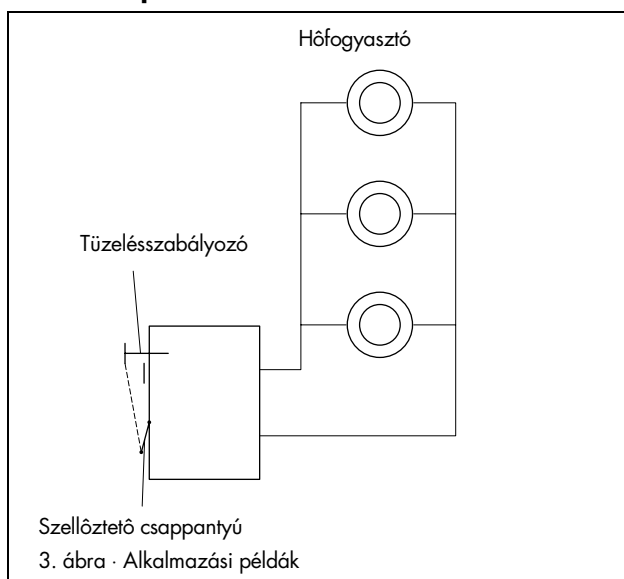 Hôfogyasztó
Tüzelésszabályozó
Szellôztetô csappantyú
3. ábra · Alkalmazási példák